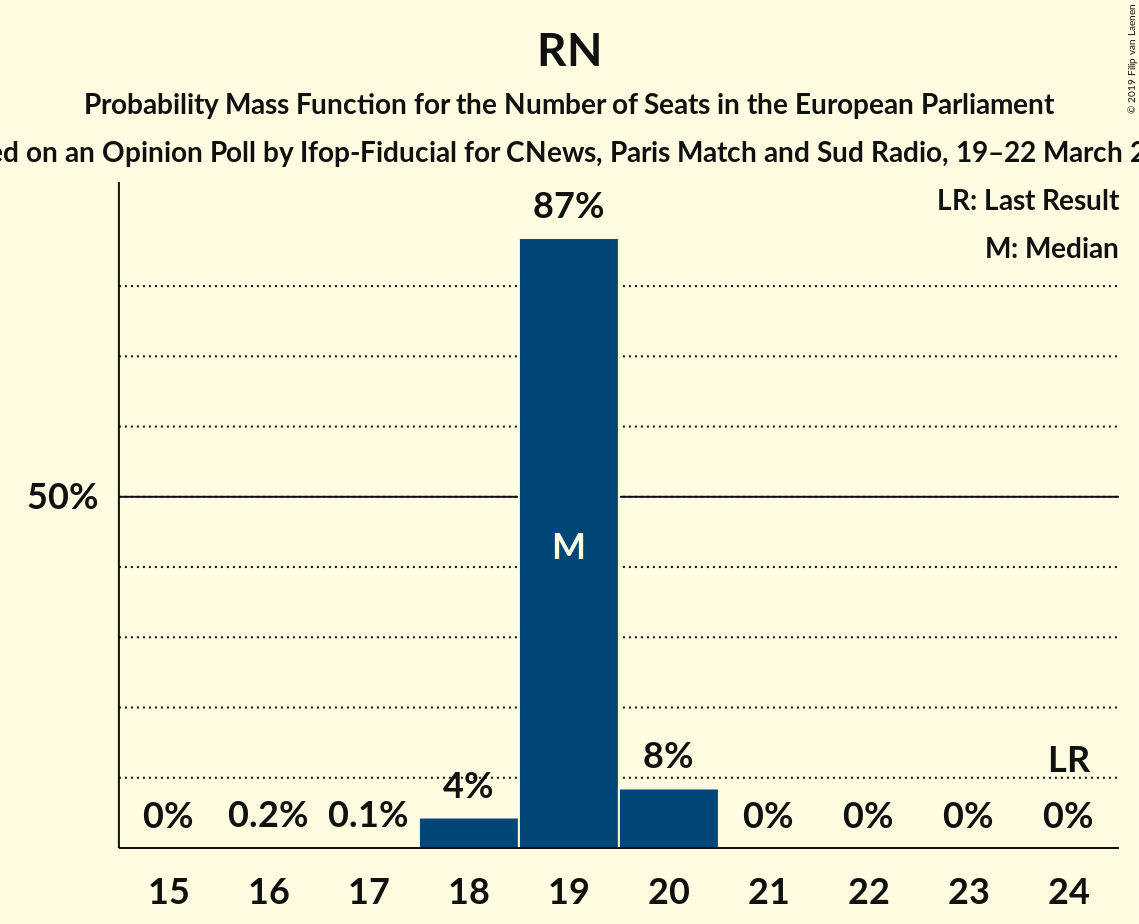 RN
Probability Mass Function for the Number of Seats in the European Parliament
on an Opinion Poll by Ifop-Fiducial for CNews, Paris Match and Sud Radio, 19–22 March
© 2019 Filip van Laenen
LR: Last Result
M: Median
87%
50%
M
8%
4%
LR
0% 0.2% 0.1% 0% 0% 0% 0%
15 16 17 18 19 20 21 22 23 24